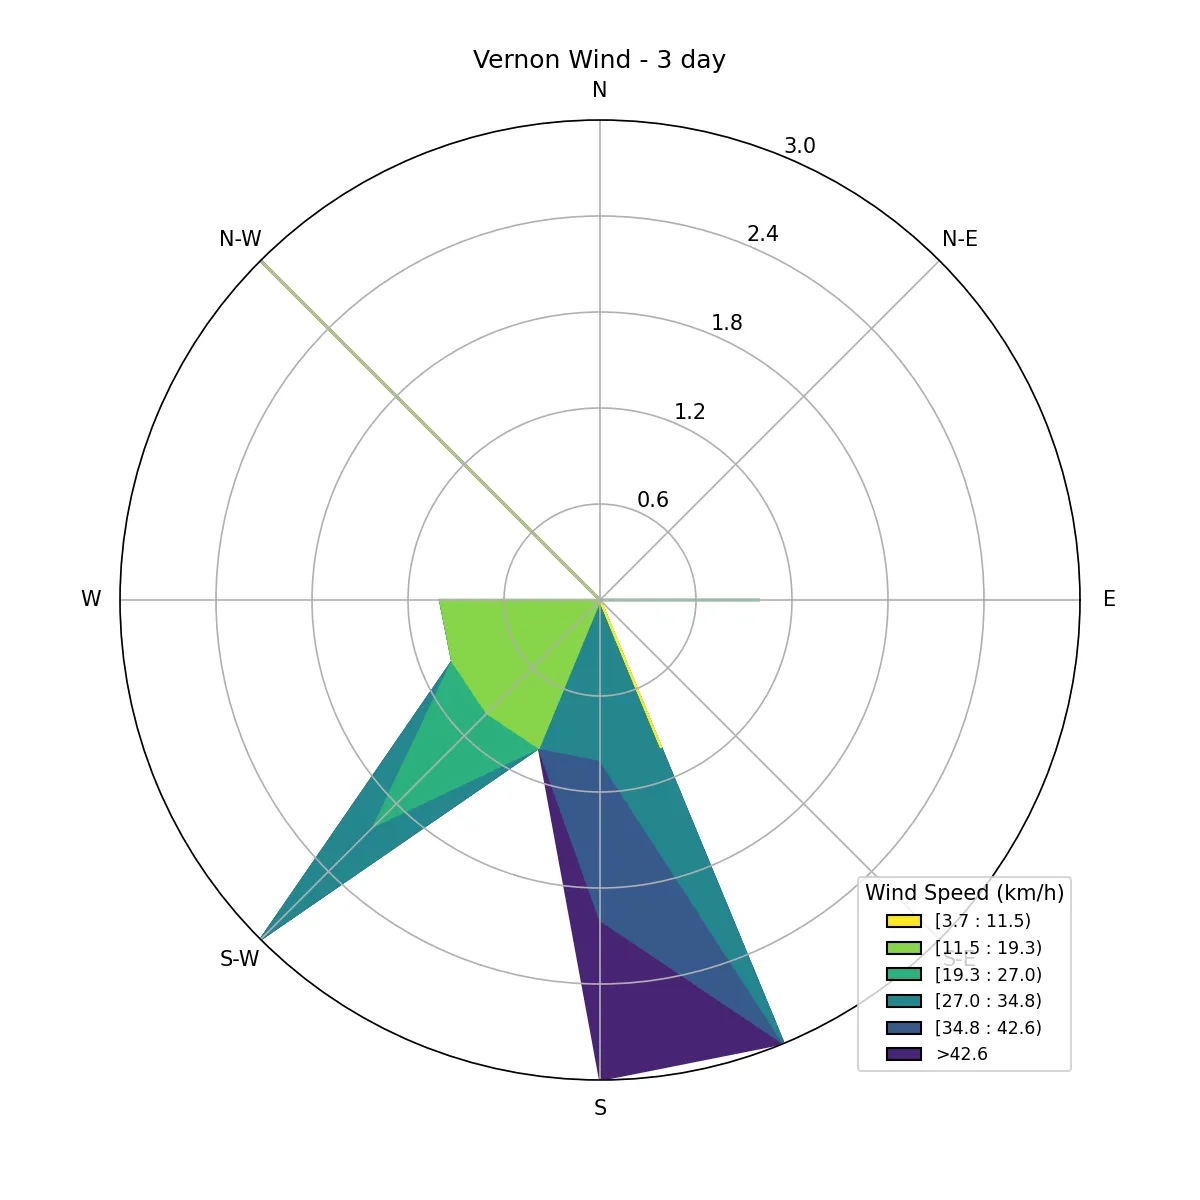 Vernon Wind - 3 day
N
3.0
N-W
2.4
N-E
1.8
1.2
0.6
W
E
Wind Speed (km/h)
[3.7 : 11.5)
[11.5 : 19.3)
S-W
S-E
[19.3 : 27.0)
[27.0 : 34.8)
[34.8 : 42.6)
>42.6
S